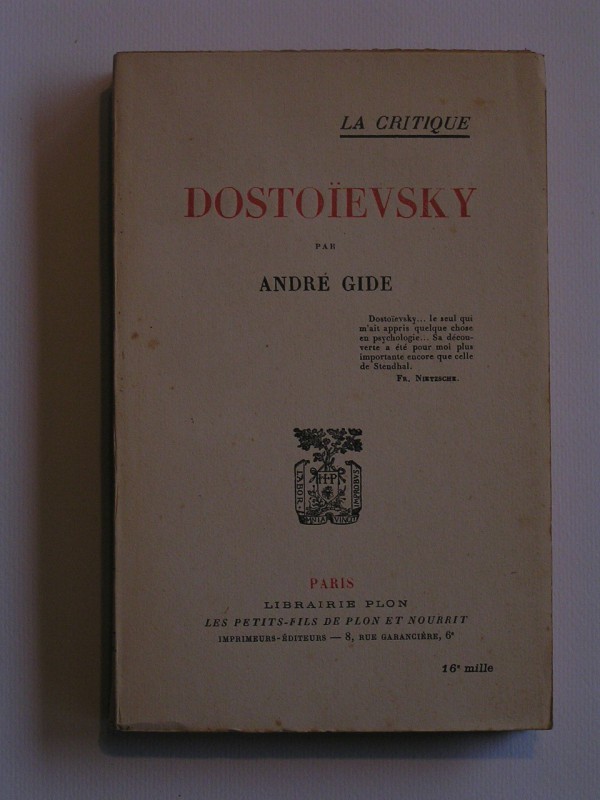 LA CRITIQUE
DOSTOÏEVSKY
PAR
ANDRÉ GIDE
Dostoïevsky... le seul qui
m'ait appris quelque chose
en psychologie... Sa décou-
verte a été pour moi plus
importante encore que celle
de Stendhal.
FR. NIETZSCHE.
LABOR
H·P
IMPROBUS
PARIS
LIBRAIRIE PLON
LES PETITS-FILS DE PLON ET NOURRIT
IMPRIMEURS-ÉDITEURS — 8, RUE GARANCIÈRE, 6e
16e mille